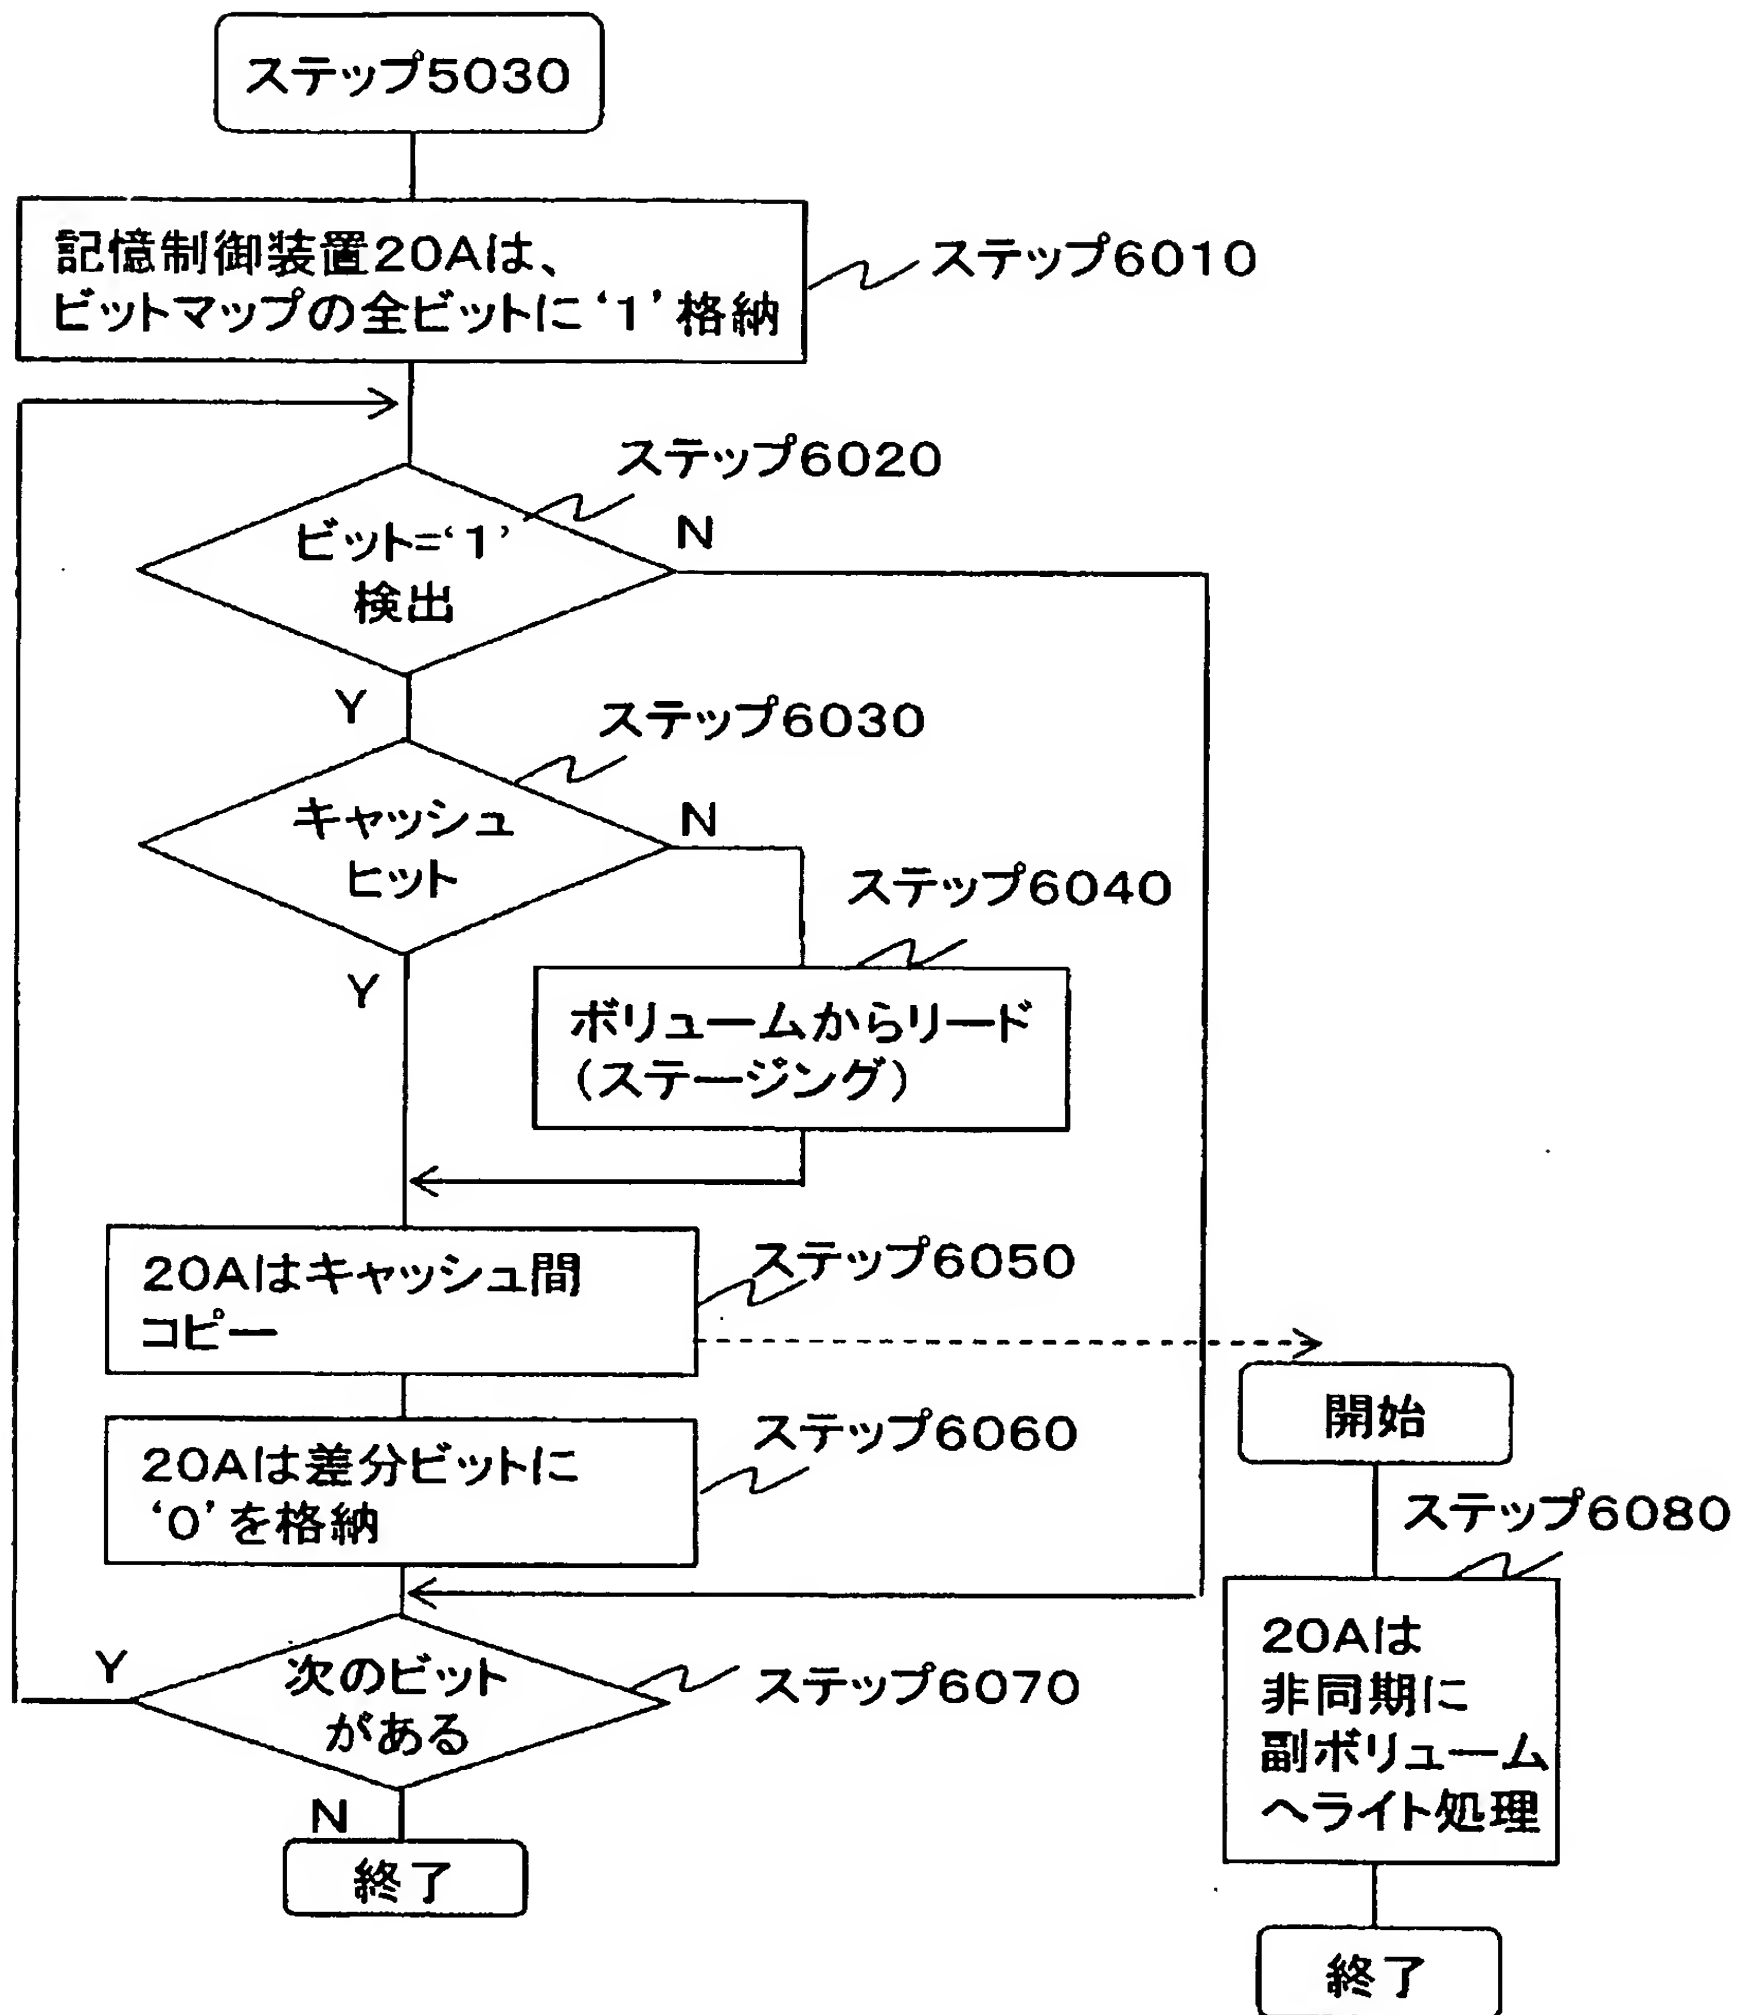 ステップ5030
記憶制御装置20Aは、
ビットマップの全ビットに‘1’格納
ステップ6010
ステップ6020
ビット=‘1’
検出
N
Y
ステップ6030
キャッシュ
ヒット
N
Y
ステップ6040
ボリュームからリード
(ステージング)
20Aはキャッシュ間
コピー
ステップ6050
20Aは差分ビットに
‘0’を格納
ステップ6060
開始
ステップ6080
20Aは
非同期に
副ボリューム
へライト処理
終了
次のビット
がある
ステップ6070
Y
N
終了